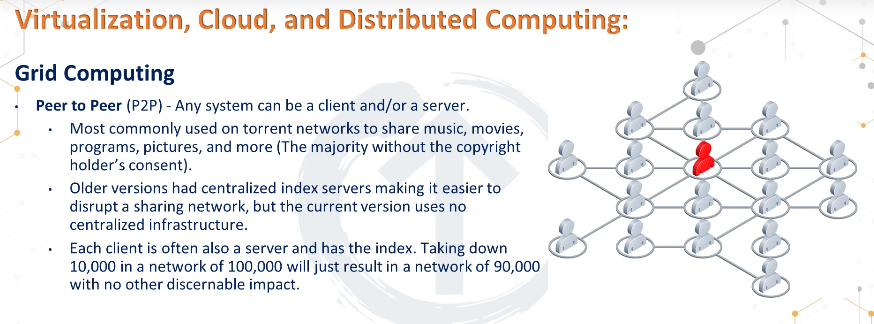 Virtualization, Cloud, and Distributed Computing:
Grid Computing
• Peer to Peer (P2P) - Any system can be a client and/or a server.
• Most commonly used on torrent networks to share music, movies,
programs, pictures, and more (The majority without the copyright
holder's consent).
• Older versions had centralized index servers making it easier to
disrupt a sharing network, but the current version uses no
centralized infrastructure.
• Each client is often also a server and has the index. Taking down
10,000 in a network of 100,000 will just result in a network of 90,000
with no other discernable impact.